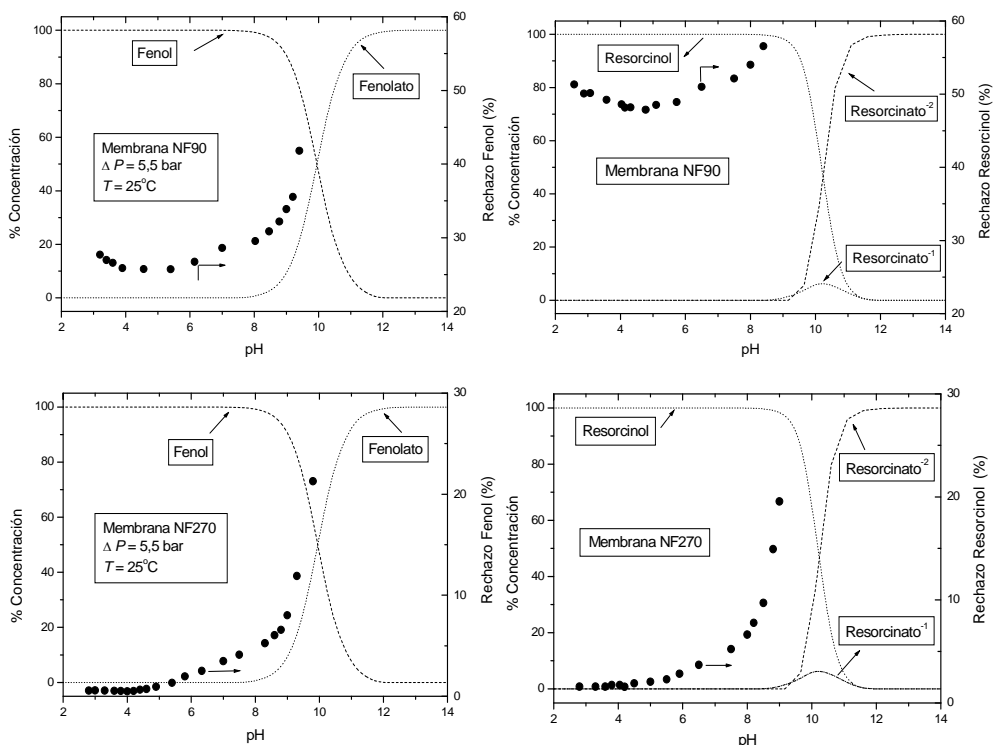 100
80
60
40
20
0
% Concentración
Fenol
Fenolato
Membrana NF90
Δ P = 5,5 bar
T = 25°C
60
50
40
30
20
Rechazo Fenol (%)
2 4 6 8 10 12 14
pH
100
80
60
40
20
0
% Concentración
Resorcinol
Resorcinato⁻²
Membrana NF90
Resorcinato⁻¹
60
50
40
30
20
Rechazo Resorcinol (%)
2 4 6 8 10 12 14
pH
100
80
60
40
20
0
% Concentración
Fenol
Fenolato
Membrana NF270
Δ P = 5,5 bar
T = 25°C
30
20
10
0
Rechazo Fenol (%)
2 4 6 8 10 12 14
pH
100
80
60
40
20
0
% Concentración
Resorcinol
Resorcinato⁻²
Membrana NF270
Resorcinato⁻¹
30
20
10
0
Rechazo Resorcinol (%)
2 4 6 8 10 12 14
pH